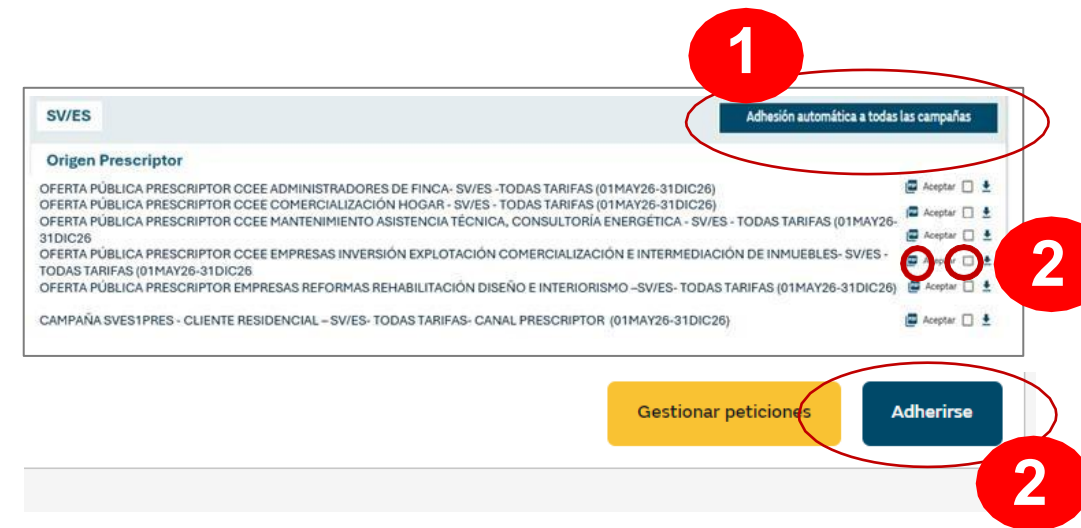 1
SV/ES
Adhesión automática a todas las campañas
Origen Prescriptor
OFERTA PÚBLICA PRESCRIPTOR CCEE ADMINISTRADORES DE FINCA- SV/ES -TODAS TARIFAS (01MAY26-31DIC26)
Aceptar
OFERTA PÚBLICA PRESCRIPTOR CCEE COMERCIALIZACIÓN HOGAR - SV/ES - TODAS TARIFAS (01MAY26-31DIC26)
Aceptar
OFERTA PÚBLICA PRESCRIPTOR CCEE MANTENIMIENTO ASISTENCIA TÉCNICA, CONSULTORÍA ENERGÉTICA - SV/ES - TODAS TARIFAS (01MAY26-
31DIC26
Aceptar
OFERTA PÚBLICA PRESCRIPTOR CCEE EMPRESAS INVERSIÓN EXPLOTACIÓN COMERCIALIZACIÓN E INTERMEDIACIÓN DE INMUEBLES- SV/ES -
TODAS TARIFAS (01MAY26-31DIC26
Aceptar
2
OFERTA PÚBLICA PRESCRIPTOR EMPRESAS REFORMAS REHABILITACIÓN DISEÑO E INTERIORISMO –SV/ES- TODAS TARIFAS (01MAY26-31DIC26)
Aceptar
CAMPAÑA SVES1PRES - CLIENTE RESIDENCIAL – SV/ES- TODAS TARIFAS- CANAL PRESCRIPTOR (01MAY26-31DIC26)
Aceptar
Gestionar peticiones
Adherirse
2